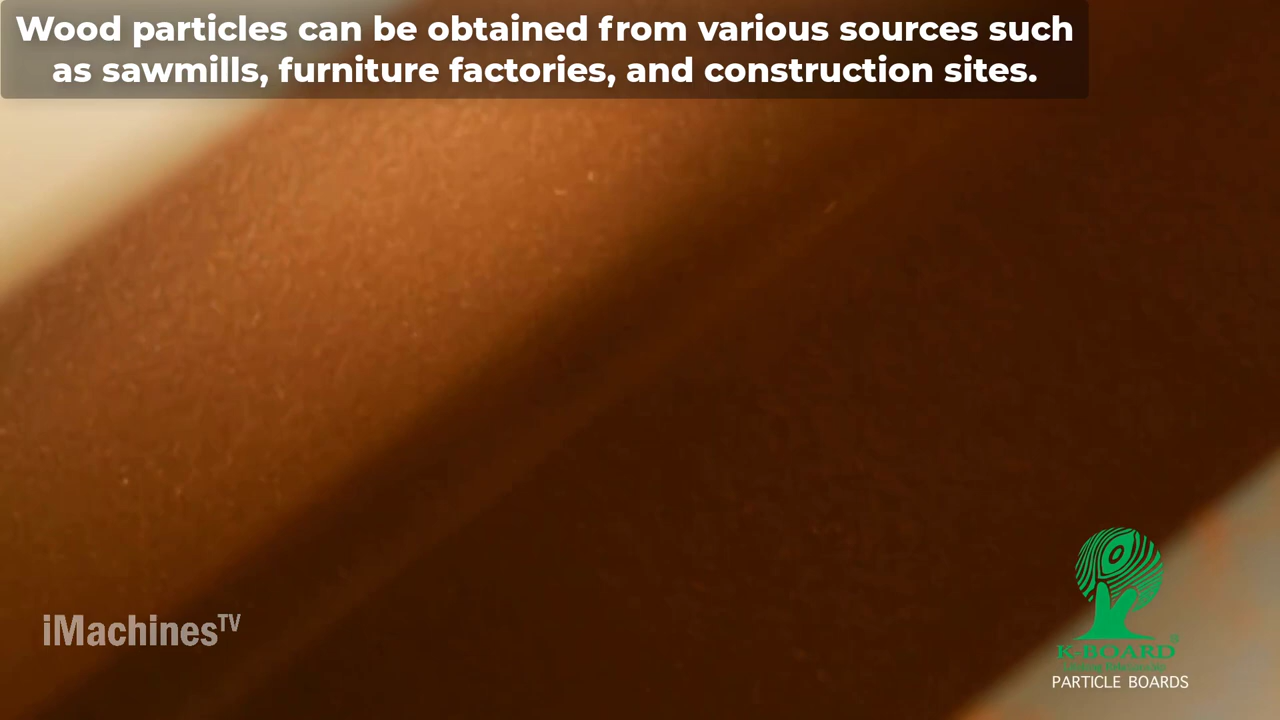 Wood particles can be obtained from various sources such
as sawmills, furniture factories, and construction sites.
iMachinesTV
K-BOARD
PARTICLE BOARDS